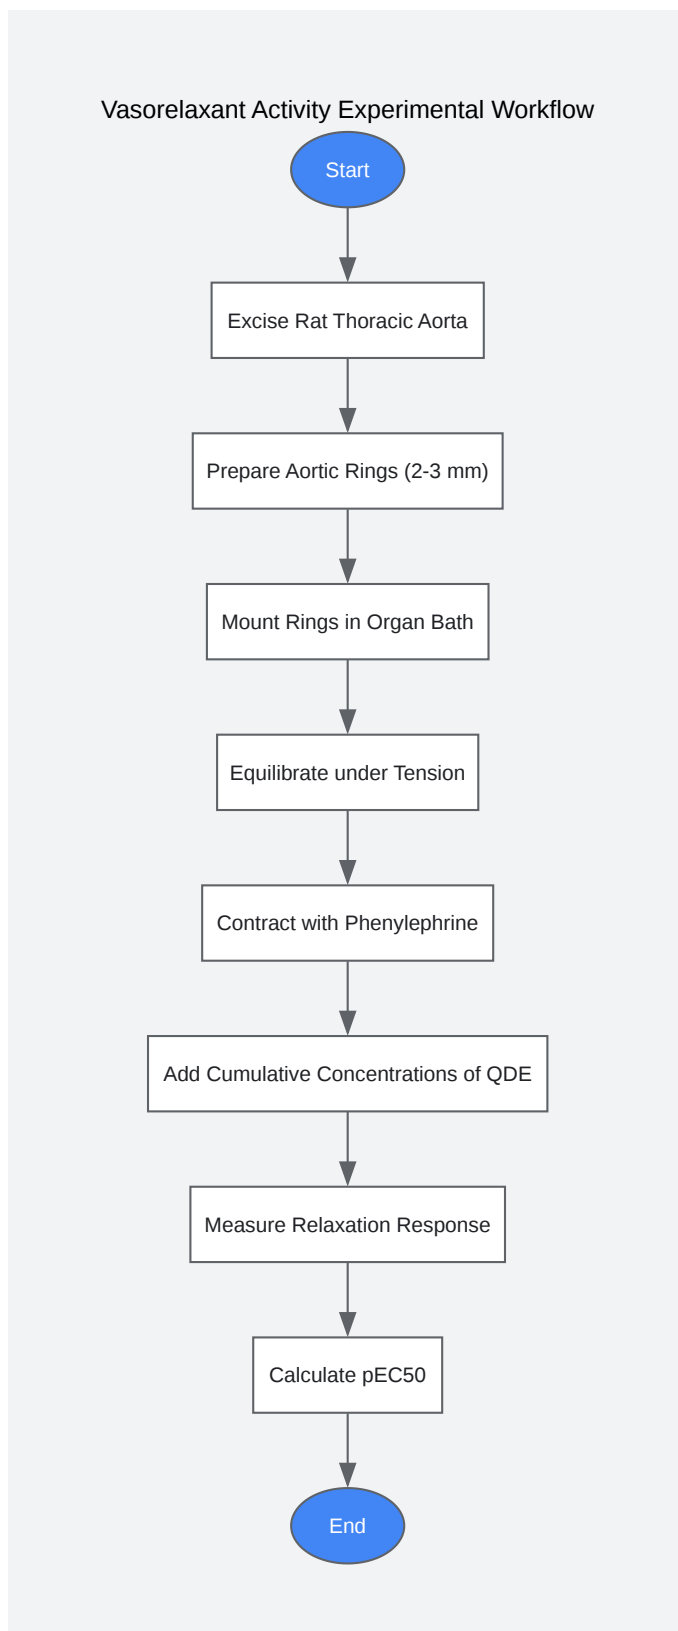 Vasorelaxant Activity Experimental Workflow
Start
Excise Rat Thoracic Aorta
Prepare Aortic Rings (2-3 mm)
Mount Rings in Organ Bath
Equilibrate under Tension
Contract with Phenylephrine
Add Cumulative Concentrations of QDE
Measure Relaxation Response
Calculate pEC50
End